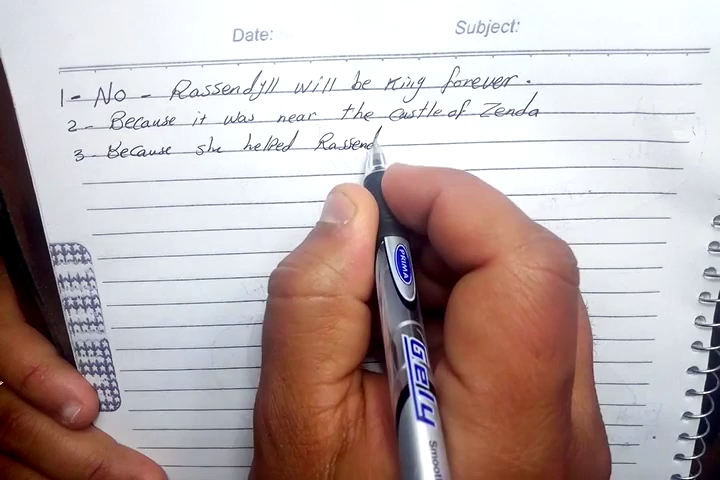 Date: Subject:
1- No - Rassendyll will be King forever.
2- Because it was near the castle of Zenda
3- Because she helped Rassend
PRIMA
Gelly
Smoot